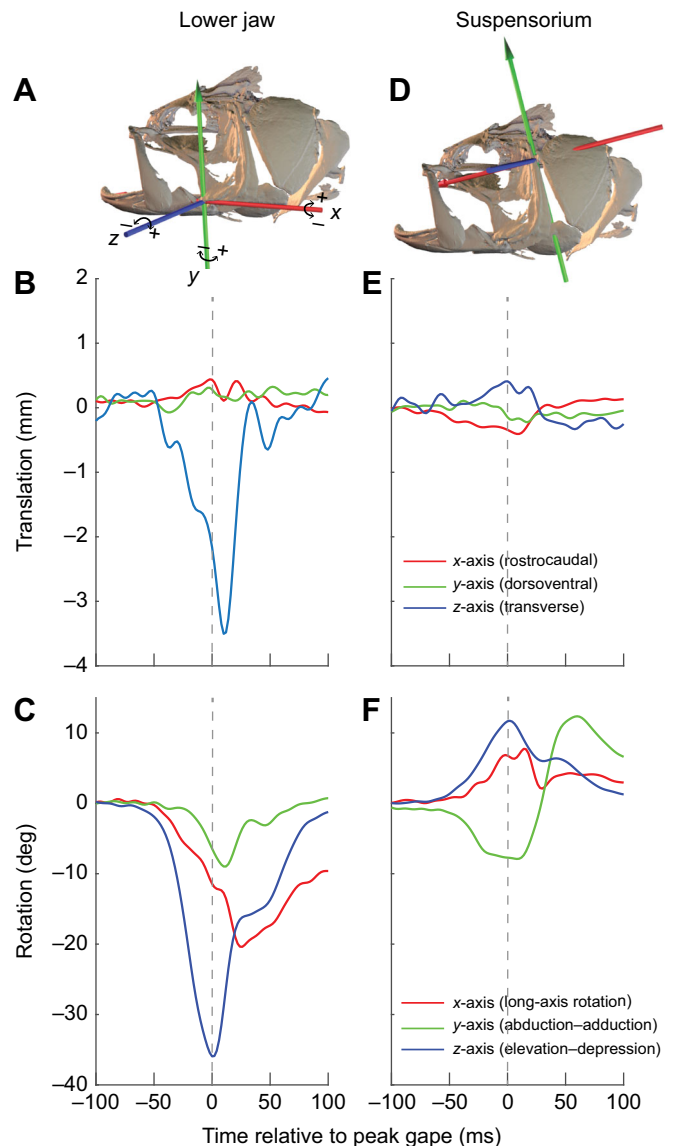 Lower jaw
Suspensorium
A
D
+
–
x
–
+
z
–
+
y
B
E
2
1
0
–1
–2
–3
–4
Translation (mm)
x-axis (rostrocaudal)
y-axis (dorsoventral)
z-axis (transverse)
C
F
10
0
–10
–20
–30
–40
Rotation (deg)
x-axis (long-axis rotation)
y-axis (abduction–adduction)
z-axis (elevation–depression)
–100 –50 0 50 100
–100 –50 0 50 100
Time relative to peak gape (ms)